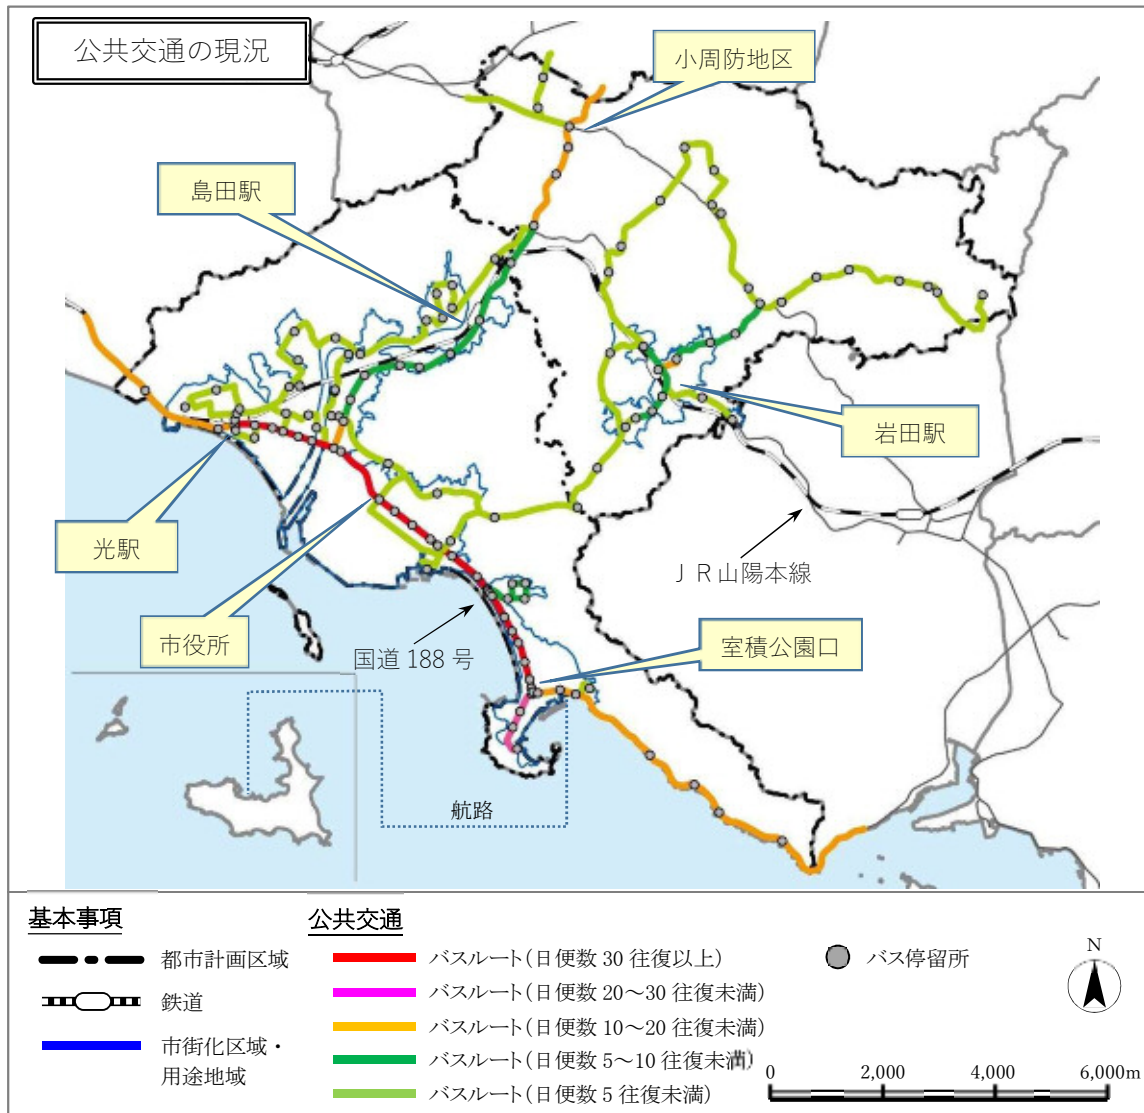 公共交通の現況
小周防地区
島田駅
岩田駅
光駅
ＪＲ山陽本線
市役所
国道 188 号
室積公園口
航路
基本事項
都市計画区域
鉄道
市街化区域・
用途地域
公共交通
バスルート（日便数 30 往復以上）
バスルート（日便数 20～30 往復未満）
バスルート（日便数 10～20 往復未満）
バスルート（日便数 5～10 往復未満）
バスルート（日便数 5 往復未満）
バス停留所
N
0 2,000 4,000 6,000m